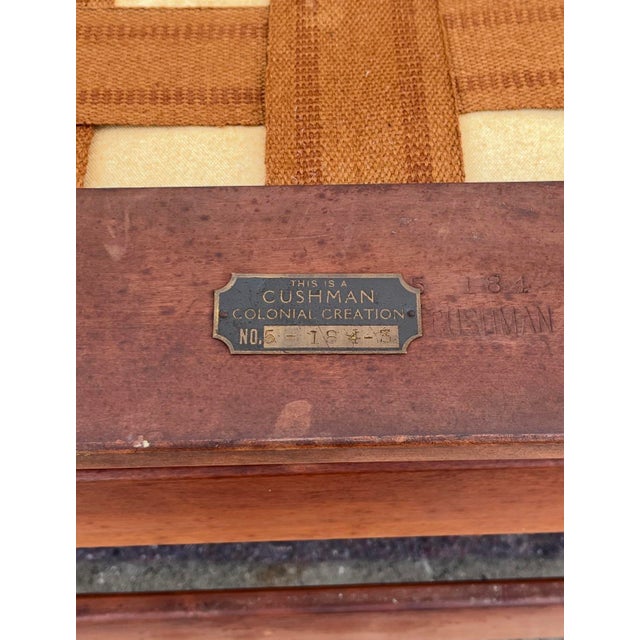 THIS IS A
CUSHMAN
COLONIAL CREATION
NO. 5-184-3
5 184
CUSHMAN